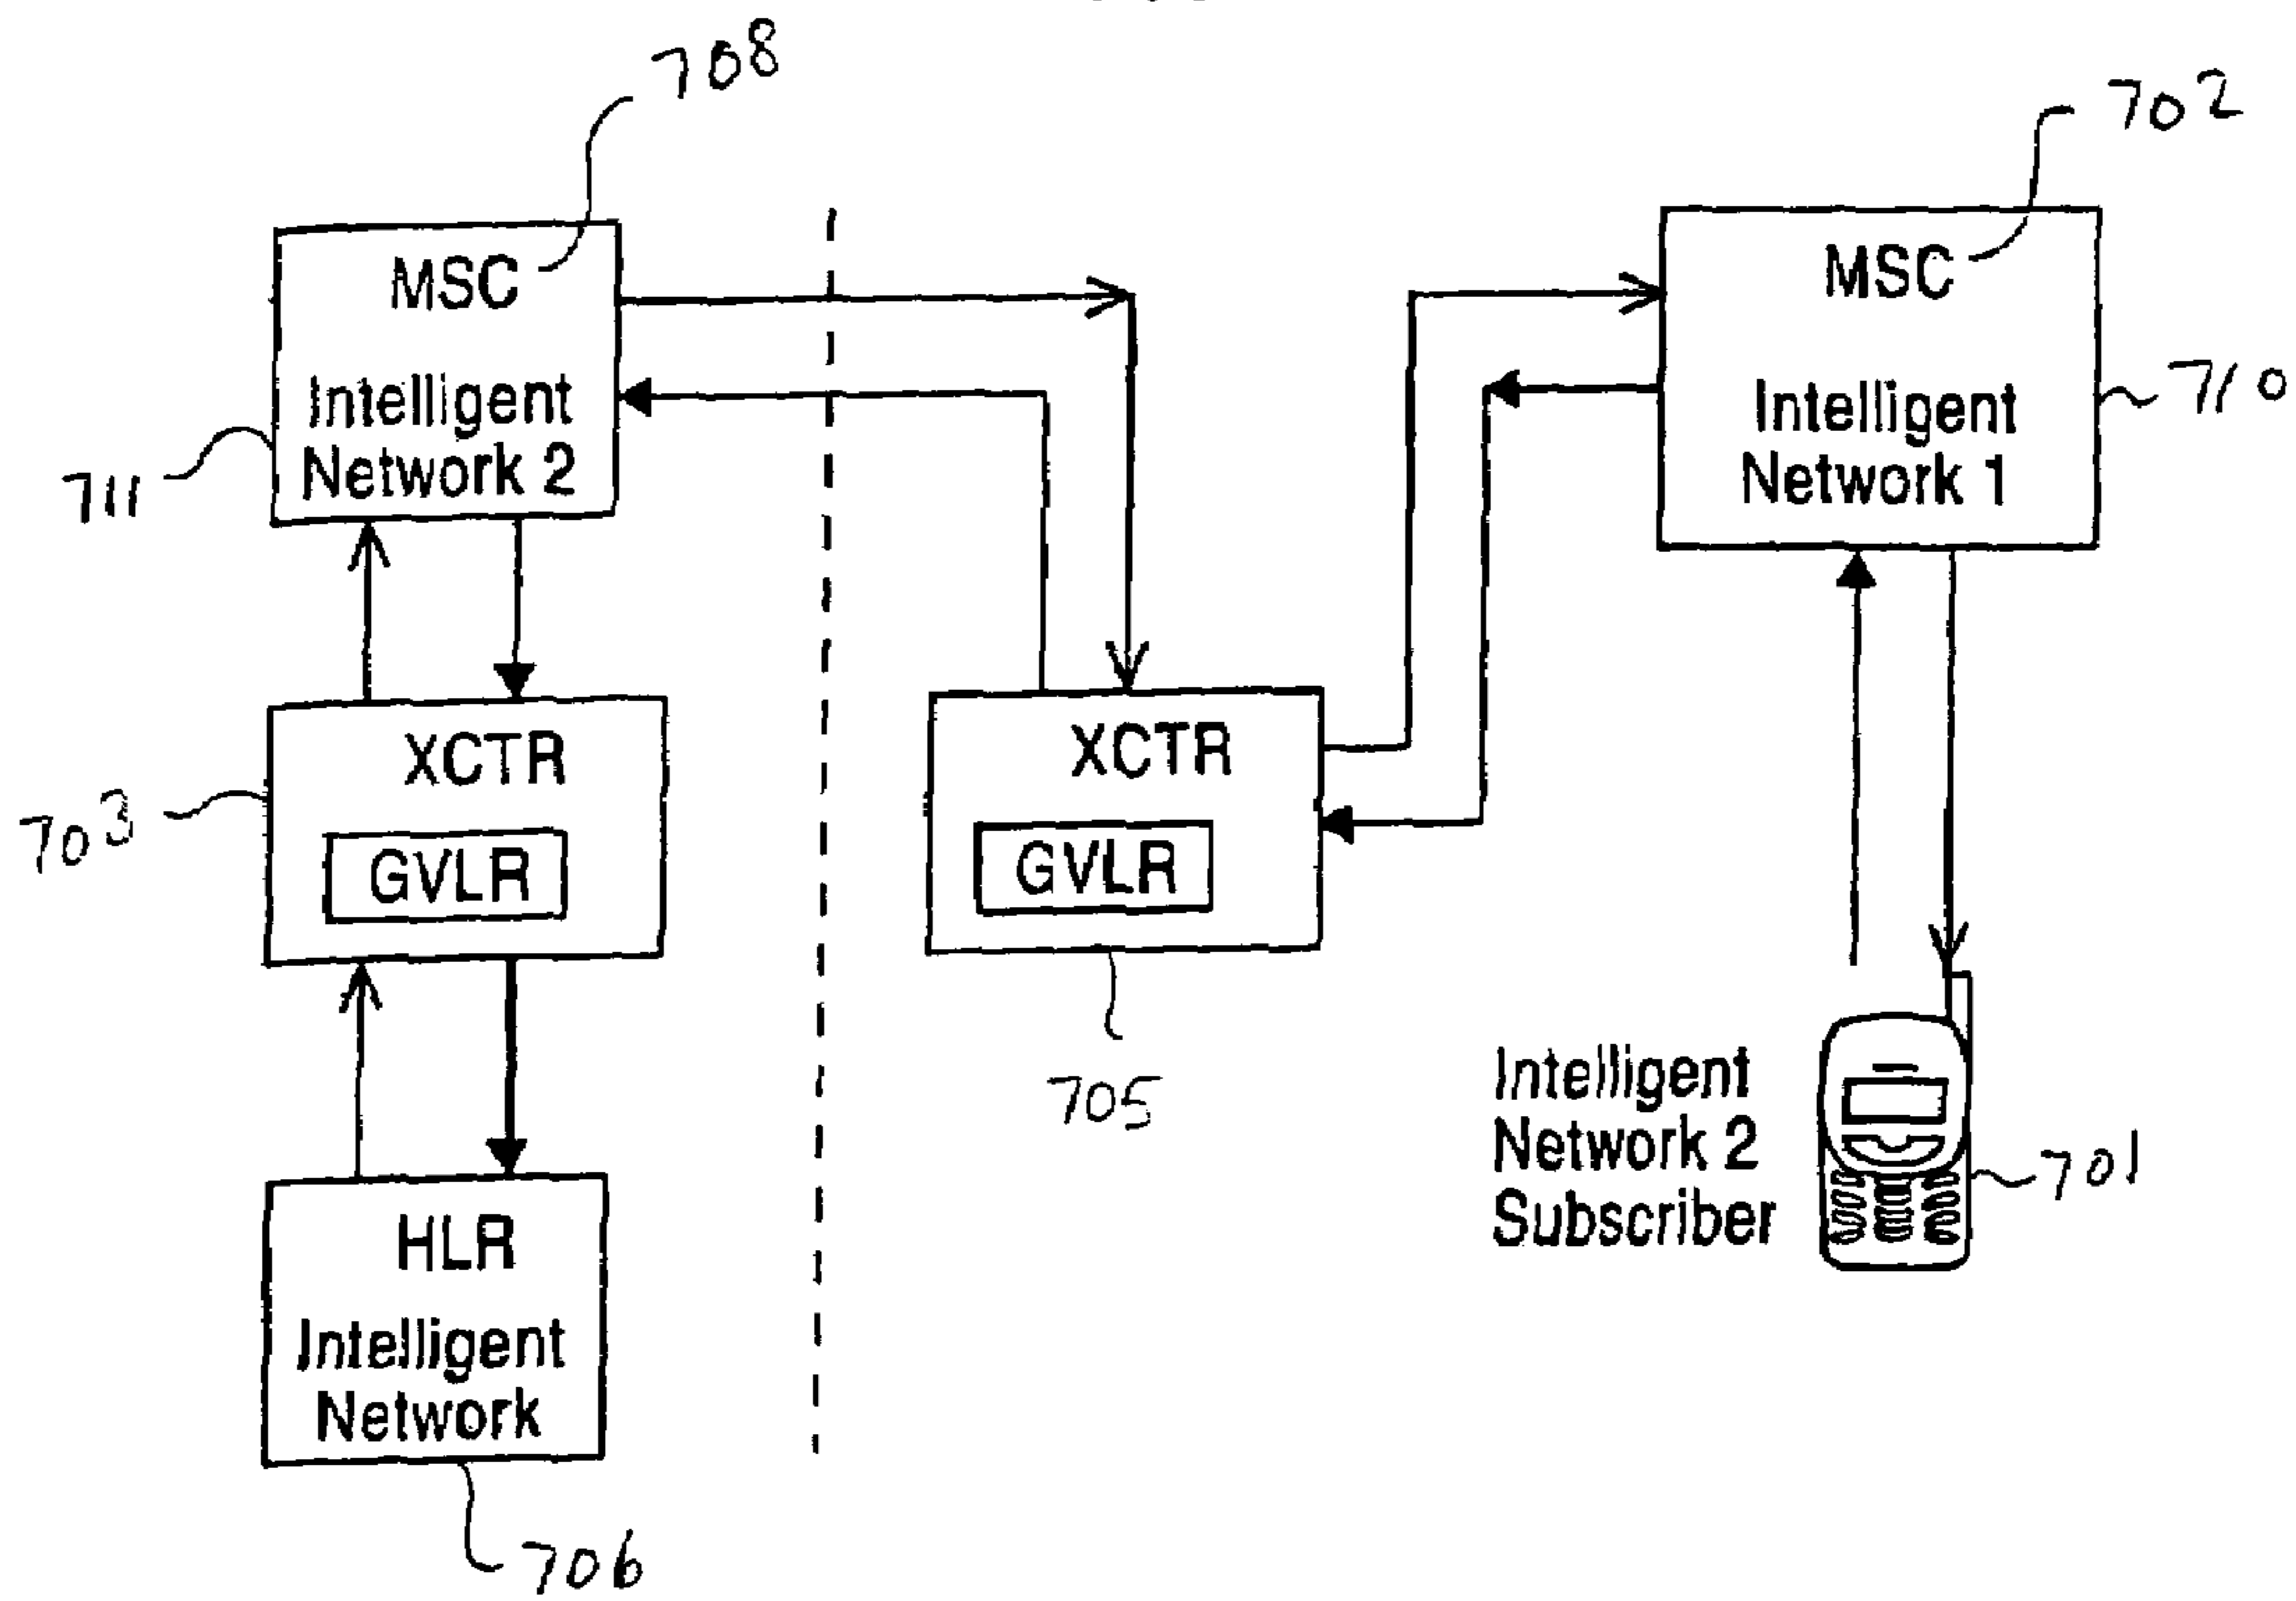 708
702
MSC
Intelligent
Network 2
711
MSC
Intelligent
Network 1
710
XCTR
GVLR
703
XCTR
GVLR
705
HLR
Intelligent
Network
706
Intelligent
Network 2
Subscriber
701